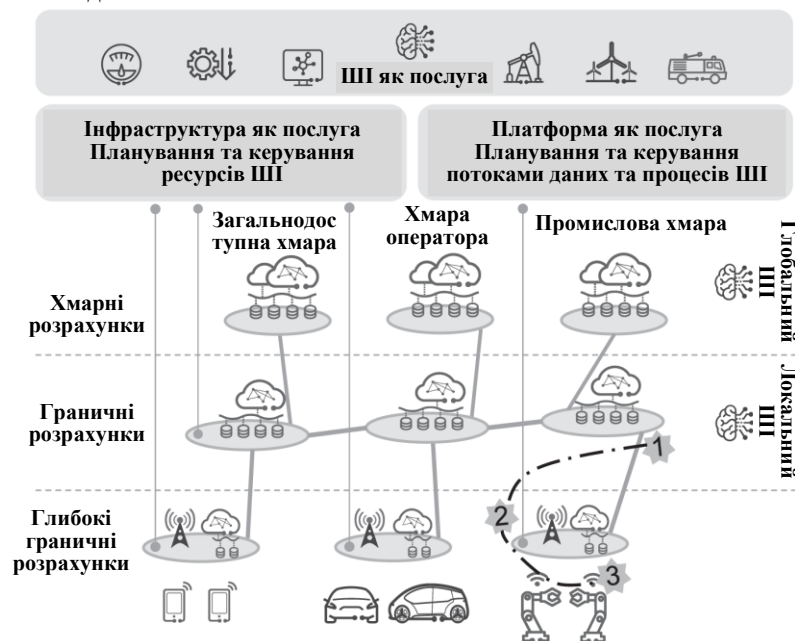 ШІ як послуга
Інфраструктура як послуга
Планування та керування
ресурсів ШІ
Платформа як послуга
Планування та керування
потоками даних та процесів ШІ
Загальнодос
тупна хмара
Хмара
оператора
Промислова хмара
Глобальний
ШІ
Хмарні
розрахунки
Граничні
розрахунки
Локальний
ШІ
1
Глибокі
граничні
розрахунки
2
3